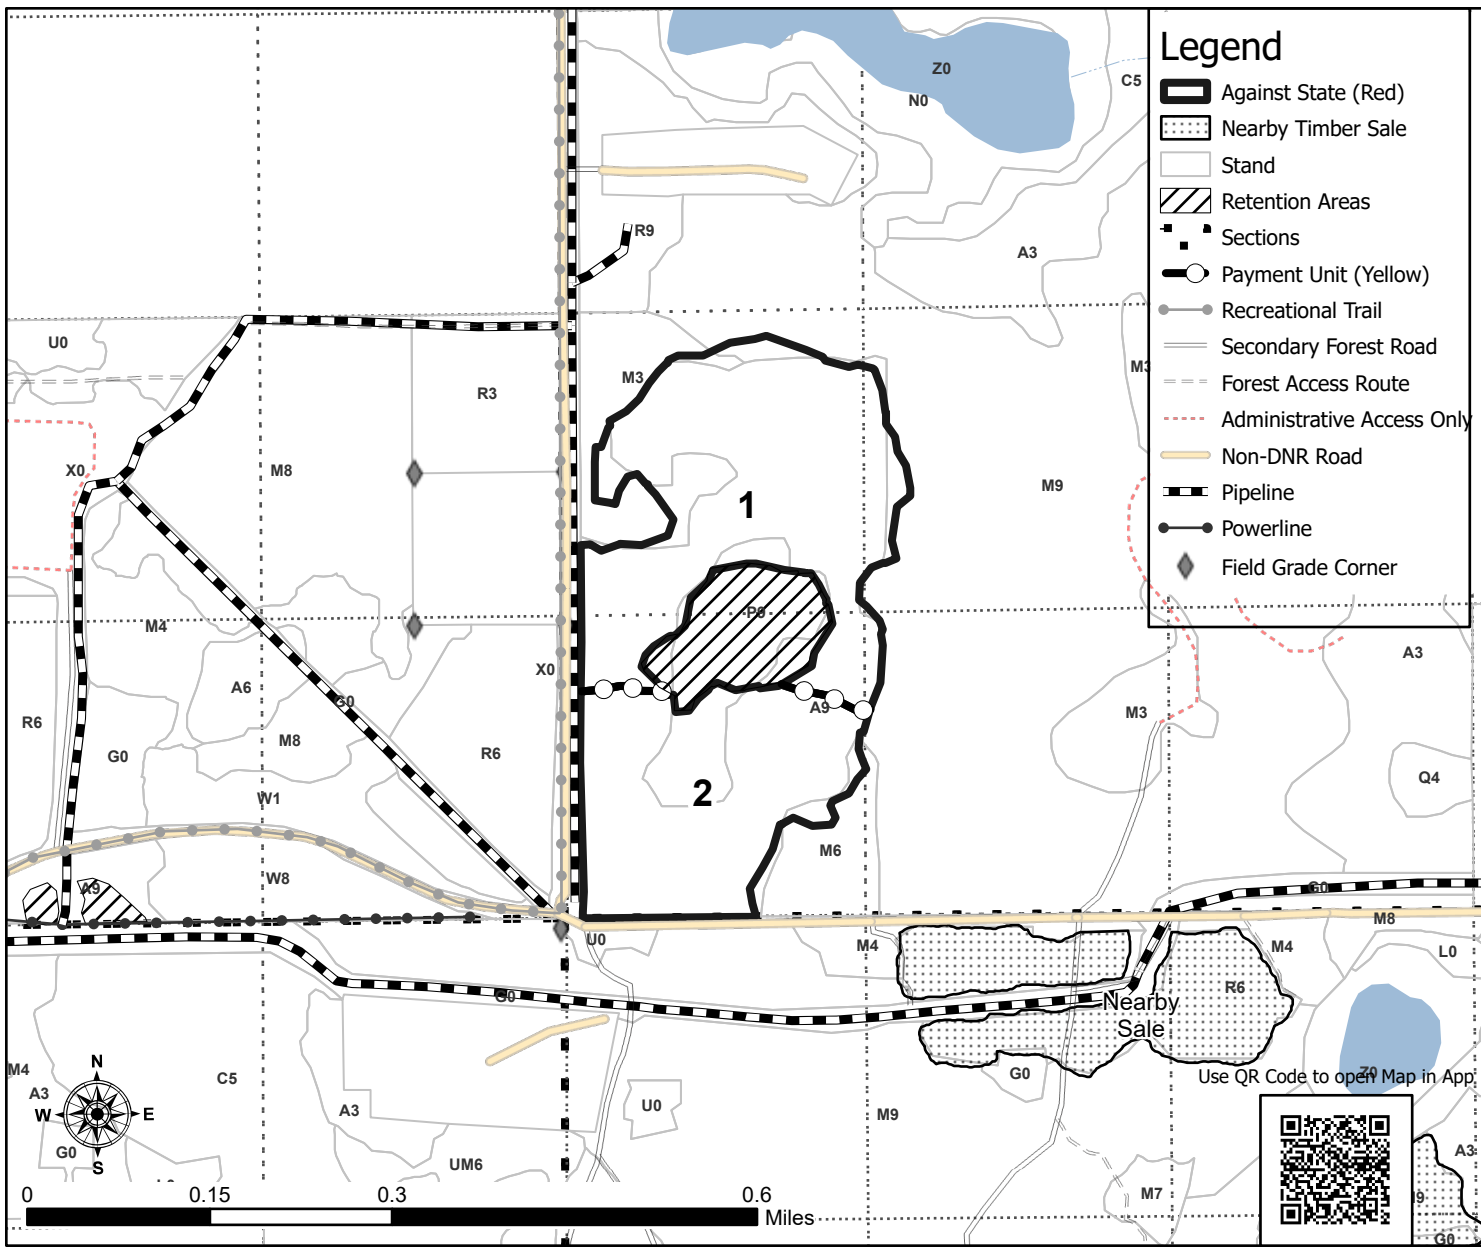 Legend
Against State (Red)
Nearby Timber Sale
Stand
Retention Areas
Sections
Payment Unit (Yellow)
Recreational Trail
Secondary Forest Road
Forest Access Route
Administrative Access Only
Non-DNR Road
Pipeline
Powerline
Field Grade Corner
Z0
N0
C5
R9
A3
U0
M3
M3
R3
X0
M8
M9
1
P9
M4
A3
X0
A6
G0
A9
M3
R6
M8
R6
G0
Q4
2
W1
M6
W8
A9
G0
M8
U0
M4
M4
L0
G0
R6
Nearby
Sale
M4
C5
G0
Z0
Use QR Code to open Map in App
A3
A3
U0
M9
N
W E
S
G0
UM6
A3
M7
G0
0 0.15 0.3 0.6
Miles